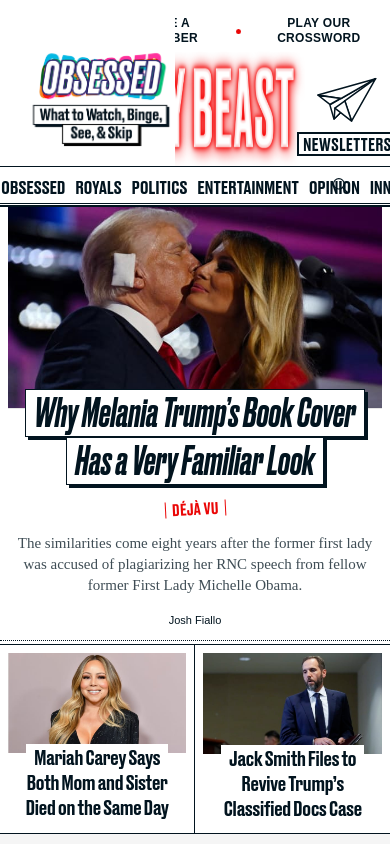 E A
BER
PLAY OUR
CROSSWORD
OBSESSED
What to Watch, Binge,
See, & Skip
Y BEAST
NEWSLETTERS
OBSESSED ROYALS POLITICS ENTERTAINMENT OPINION INN
Why Melania Trump’s Book Cover
Has a Very Familiar Look
DÉJÀ VU
The similarities come eight years after the former first lady
was accused of plagiarizing her RNC speech from fellow
former First Lady Michelle Obama.
Josh Fiallo
Mariah Carey Says
Both Mom and Sister
Died on the Same Day
Jack Smith Files to
Revive Trump’s
Classified Docs Case